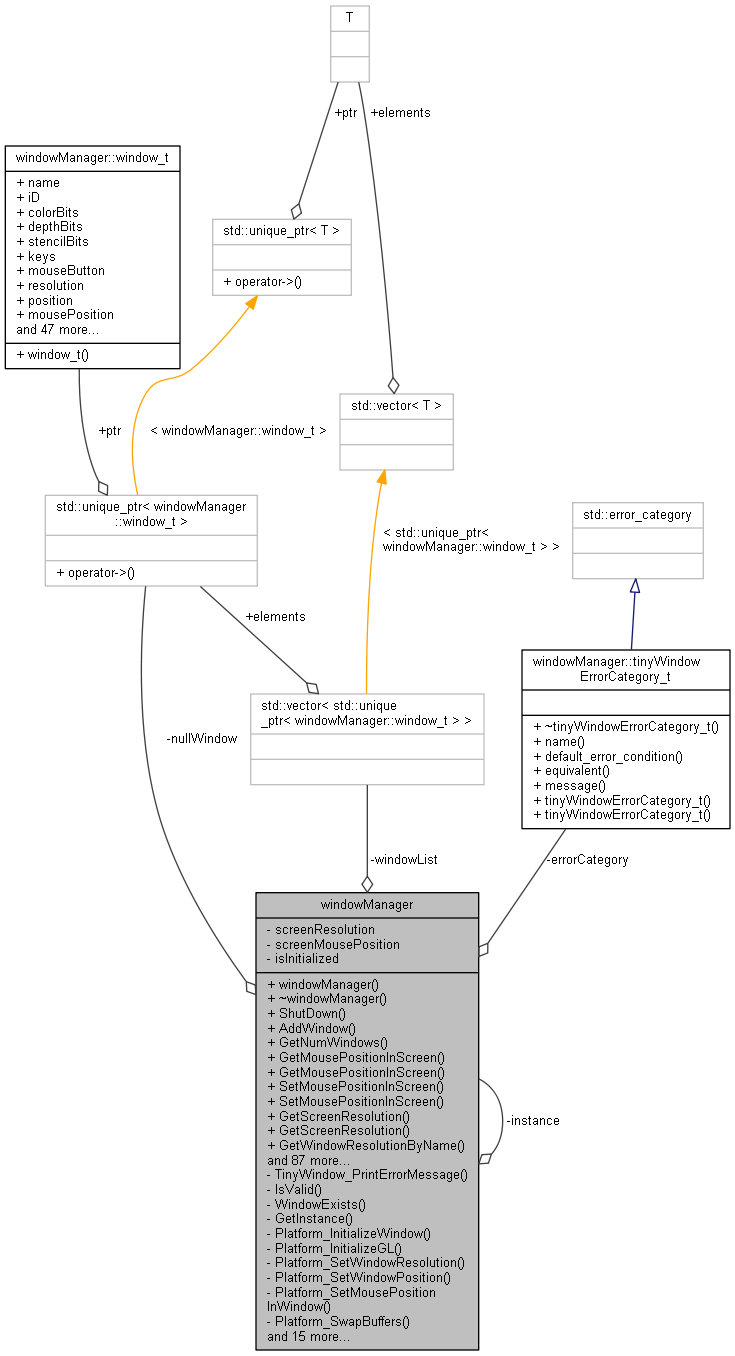 T
+ptr
+elements
windowManager::window_t
+ name
+ iD
+ colorBits
+ depthBits
+ stencilBits
+ keys
+ mouseButton
+ resolution
+ position
+ mousePosition
and 47 more...
+ window_t()
std::unique_ptr< T >
+ operator->()
std::vector< T >
+ptr
< windowManager::window_t >
std::unique_ptr< windowManager
::window_t >
+ operator->()
< std::unique_ptr<
windowManager::window_t > >
std::error_category
+elements
windowManager::tinyWindow
ErrorCategory_t
+ ~tinyWindowErrorCategory_t()
+ name()
+ default_error_condition()
+ equivalent()
+ message()
+ tinyWindowErrorCategory_t()
+ tinyWindowErrorCategory_t()
std::vector< std::unique
_ptr< windowManager::window_t > >
-nullWindow
-windowList
-errorCategory
windowManager
- screenResolution
- screenMousePosition
- isInitialized
+ windowManager()
+ ~windowManager()
+ ShutDown()
+ AddWindow()
+ GetNumWindows()
+ GetMousePositionInScreen()
+ GetMousePositionInScreen()
+ SetMousePositionInScreen()
+ SetMousePositionInScreen()
+ GetScreenResolution()
+ GetScreenResolution()
+ GetWindowResolutionByName()
and 87 more...
- TinyWindow_PrintErrorMessage()
- IsValid()
- WindowExists()
- GetInstance()
- Platform_InitializeWindow()
- Platform_InitializeGL()
- Platform_SetWindowResolution()
- Platform_SetWindowPosition()
- Platform_SetMousePosition
InWindow()
- Platform_SwapBuffers()
and 15 more...
-instance